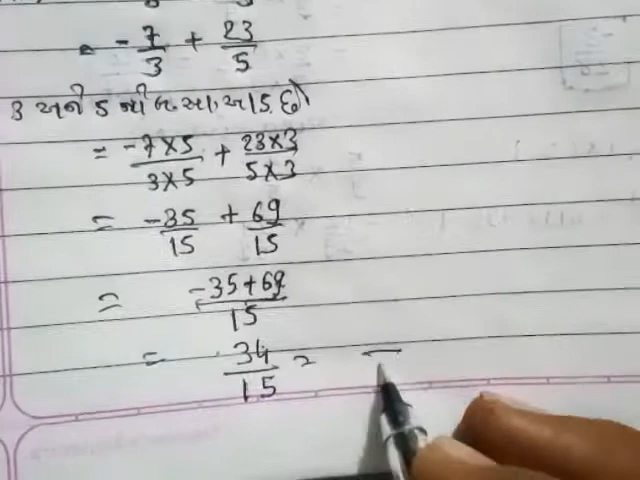 = -7/3 + 23/5
3 અને 5 નો લ.સા.અ 15 છે
= -7×5/3×5 + 23×3/5×3
= -35/15 + 69/15
= -35+69/15
= 34/15 =